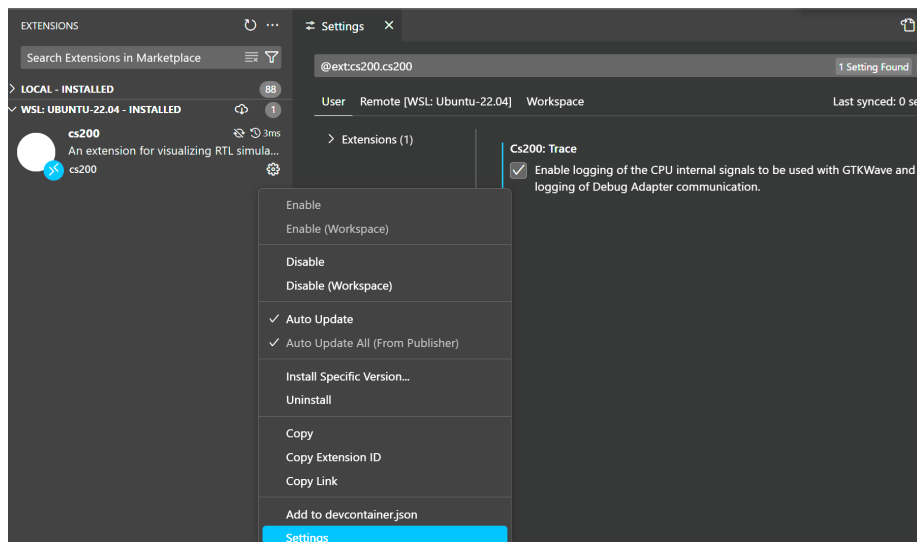 EXTENSIONS
Search Extensions in Marketplace
LOCAL - INSTALLED
88
WSL: UBUNTU-22.04 - INSTALLED
1
cs200
3ms
An extension for visualizing RTL simula...
cs200
Enable
Enable (Workspace)
Disable
Disable (Workspace)
Auto Update
Auto Update All (From Publisher)
Install Specific Version...
Uninstall
Copy
Copy Extension ID
Copy Link
Add to devcontainer.json
Settings
Settings
@ext:cs200.cs200
1 Setting Found
User Remote [WSL: Ubuntu-22.04] Workspace
Last synced: 0 se
Extensions (1)
Cs200: Trace
Enable logging of the CPU internal signals to be used with GTKWave and
logging of Debug Adapter communication.